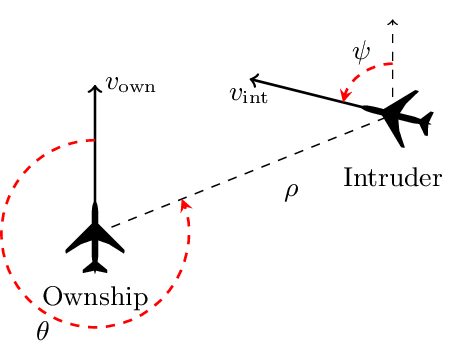 ψ
v_own
v_int
Intruder
ρ
Ownship
θ